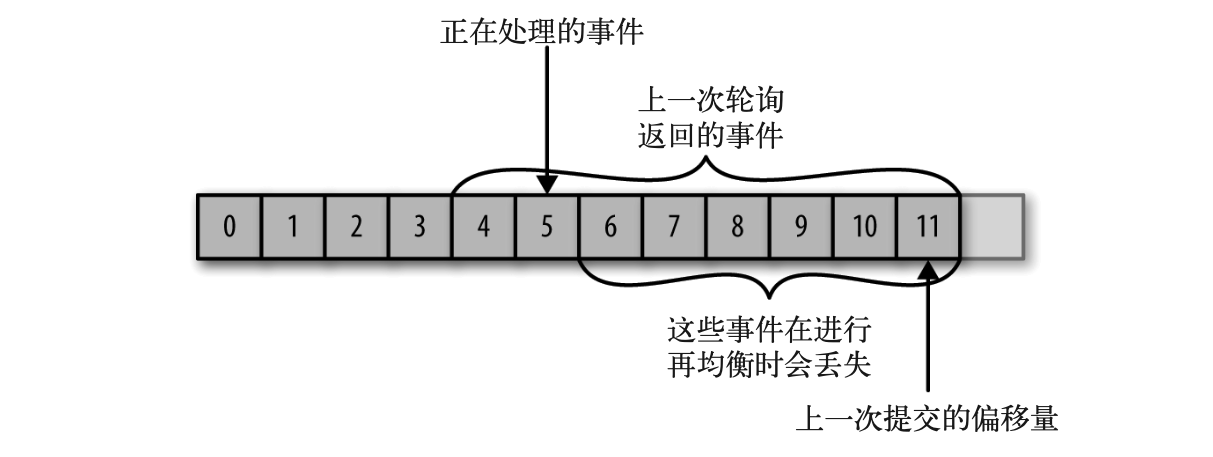 正在处理的事件
上一次轮询
返回的事件
0 1 2 3 4 5 6 7 8 9 10 11
这些事件在进行
再均衡时会丢失
上一次提交的偏移量